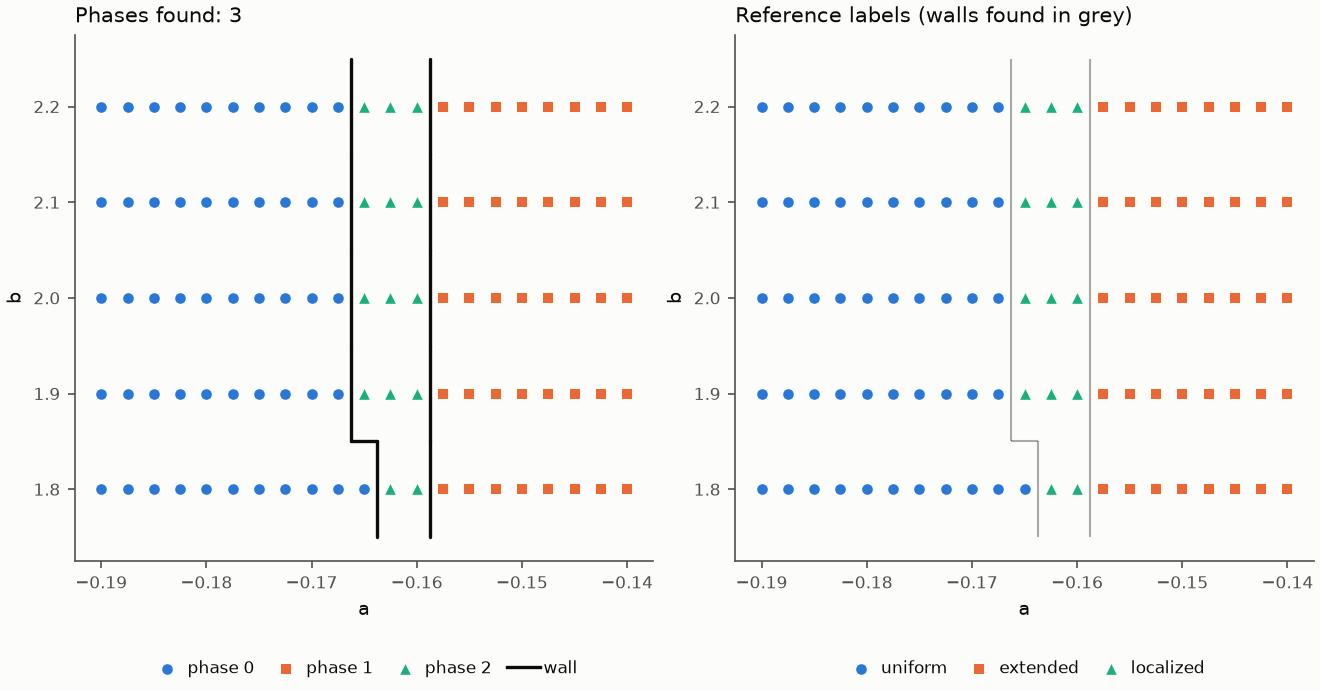 Phases found: 3
2.2
2.1
2.0
1.9
1.8
b
−0.19 −0.18 −0.17 −0.16 −0.15 −0.14
a
phase 0 phase 1 phase 2 wall
Reference labels (walls found in grey)
2.2
2.1
2.0
1.9
1.8
b
−0.19 −0.18 −0.17 −0.16 −0.15 −0.14
a
uniform extended localized